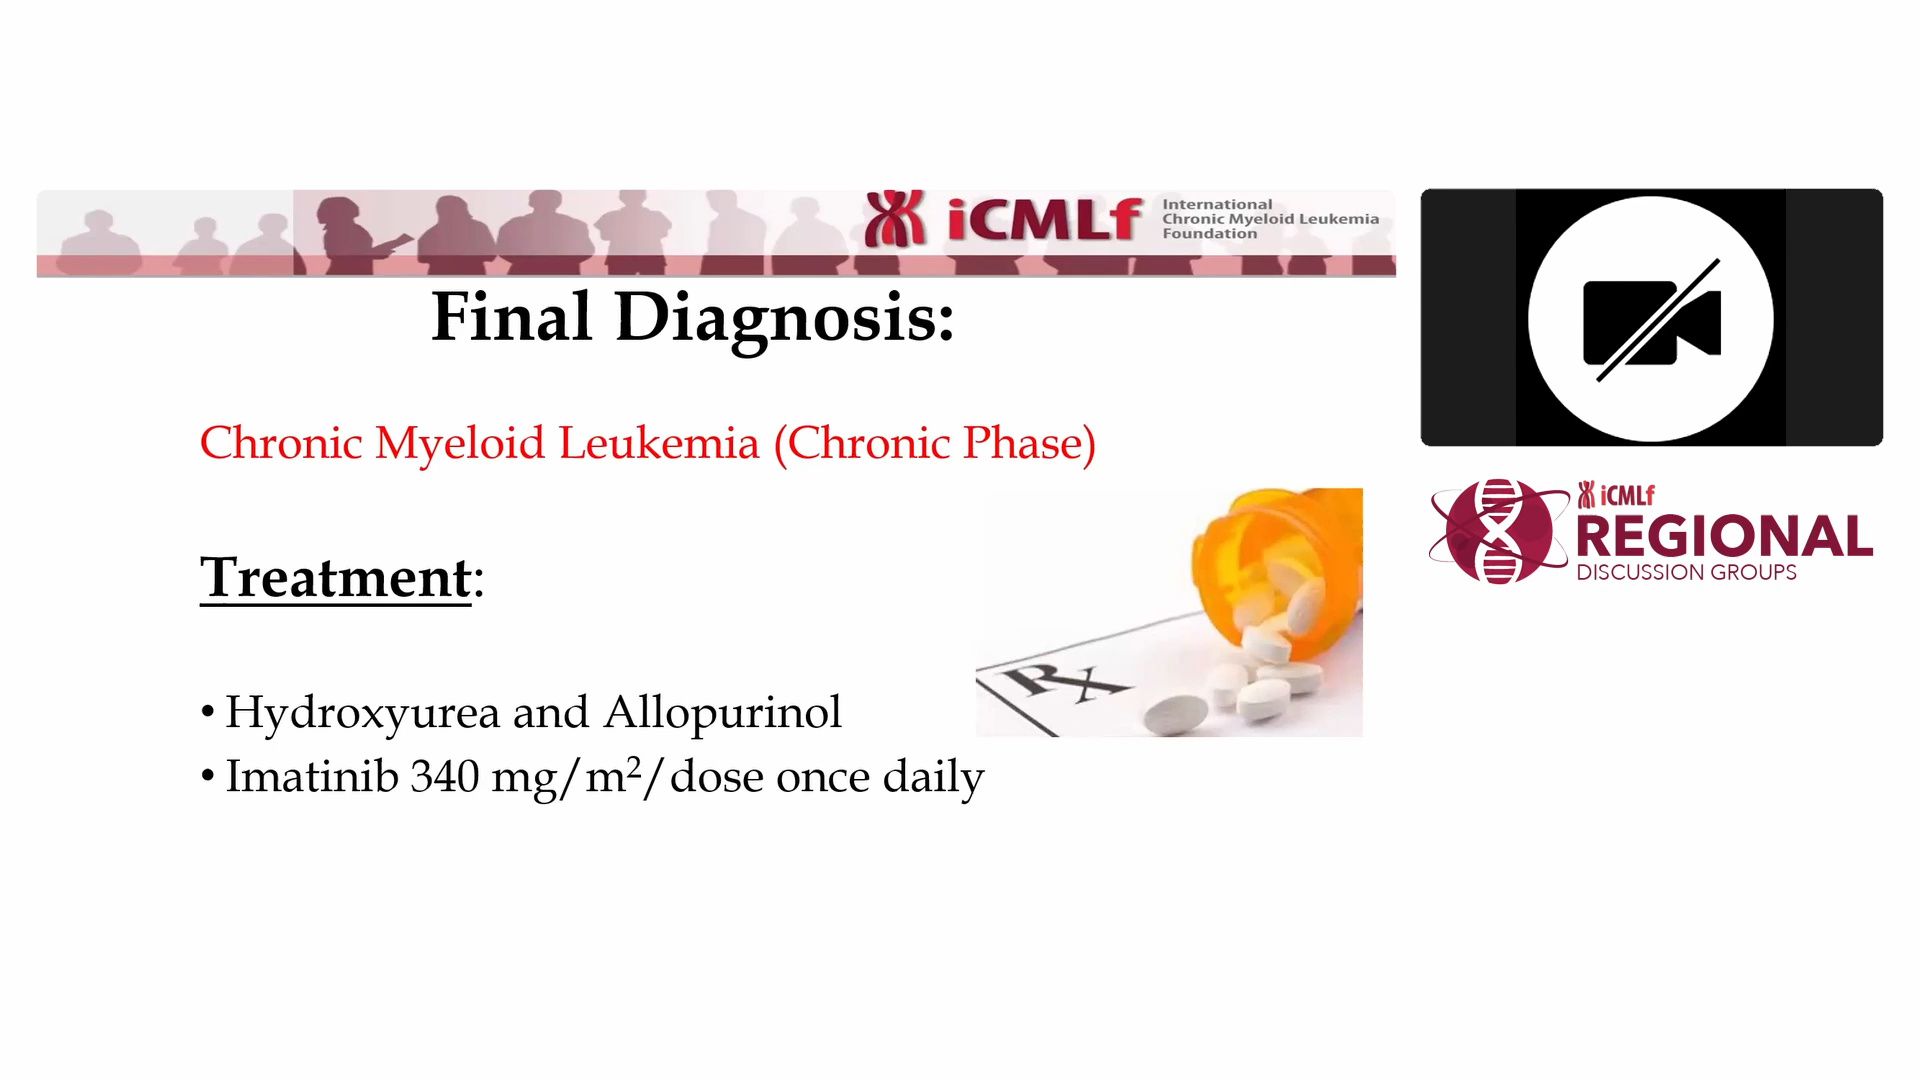 iCMLf
International
Chronic Myeloid Leukemia
Foundation
Final Diagnosis:
Chronic Myeloid Leukemia (Chronic Phase)
Treatment:
• Hydroxyurea and Allopurinol
• Imatinib 340 mg/m²/dose once daily
Rx
iCMLf
REGIONAL
DISCUSSION GROUPS